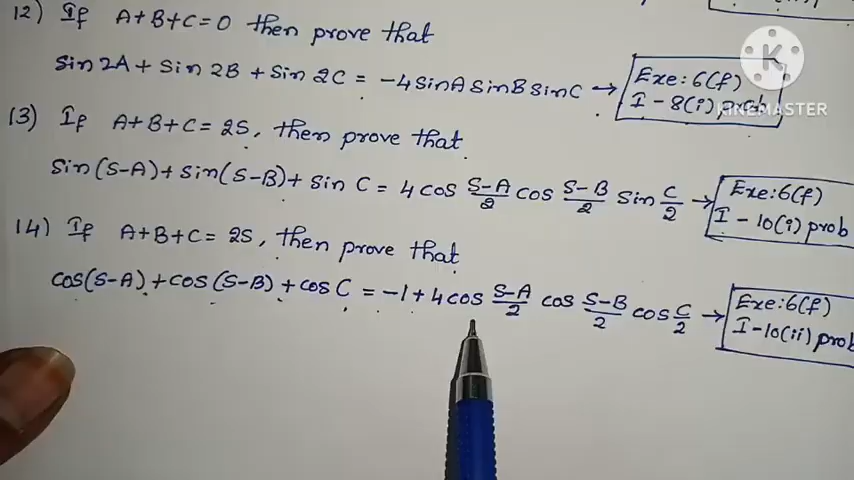 12) If A+B+C=0 then prove that
sin 2A + sin 2B + sin 2C = -4 sinA sinB sinC → Exe: 6(f)
I - 8(i) prob
KINEMASTER
13) If A+B+C = 2S, then prove that
sin(S-A) + sin(S-B) + sin C = 4 cos (S-A)/2 cos (S-B)/2 sin C/2 → Exe: 6(f)
I - 10(i) prob
14) If A+B+C = 2S, then prove that
cos(S-A) + cos(S-B) + cos C = -1 + 4 cos (S-A)/2 cos (S-B)/2 cos C/2 → Exe: 6(f)
I - 10(ii) prob